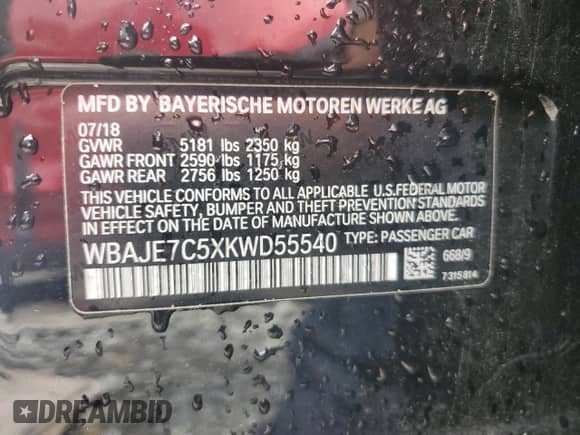 MFD BY BAYERISCHE MOTOREN WERKE AG
07/18
GVWR 5181 lbs 2350 kg
GAWR FRONT 2590 lbs 1175 kg
GAWR REAR 2756 lbs 1250 kg
THIS VEHICLE CONFORMS TO ALL APPLICABLE U.S.FEDERAL MOTOR
VEHICLE SAFETY, BUMPER AND THEFT PREVENTION STANDARDS
IN EFFECT ON THE DATE OF MANUFACTURE SHOWN ABOVE.
WBAJE7C5XKWD55540 TYPE: PASSENGER CAR
668/9
7 315 814
DREAMBID